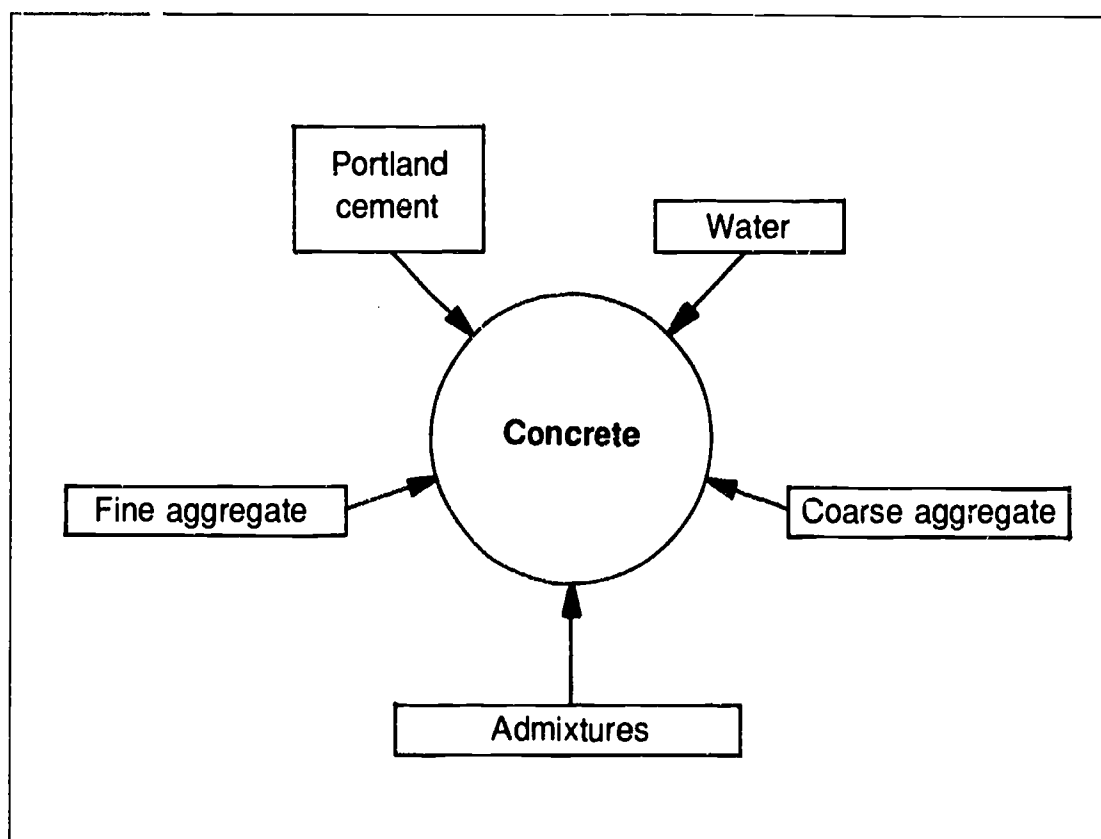 Portland
cement
Water
Concrete
Fine aggregate
Coarse aggregate
Admixtures